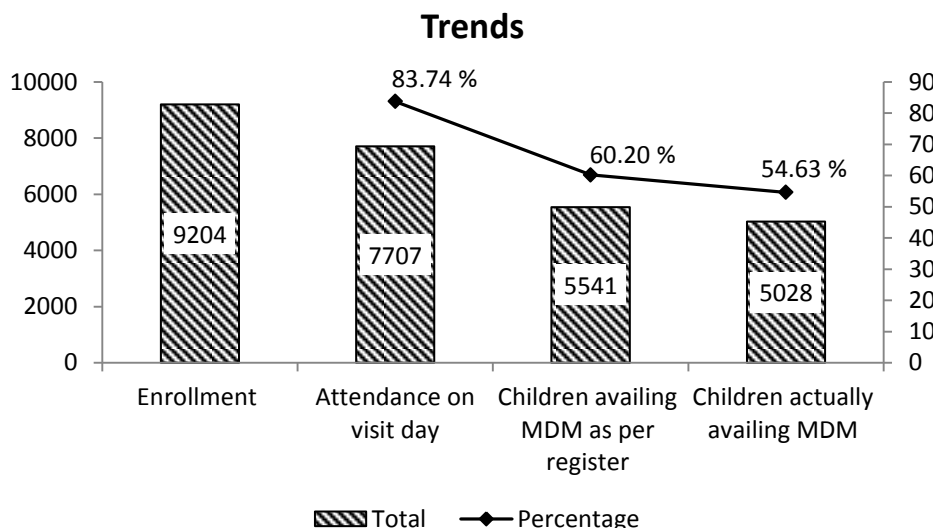 Trends
10000
8000
6000
4000
2000
0
83.74 %
60.20 %
54.63 %
9204
7707
5541
5028
90
80
70
60
50
40
30
20
10
0
Enrollment
Attendance on
visit day
Children availing
MDM as per
register
Children actually
availing MDM
Total
Percentage